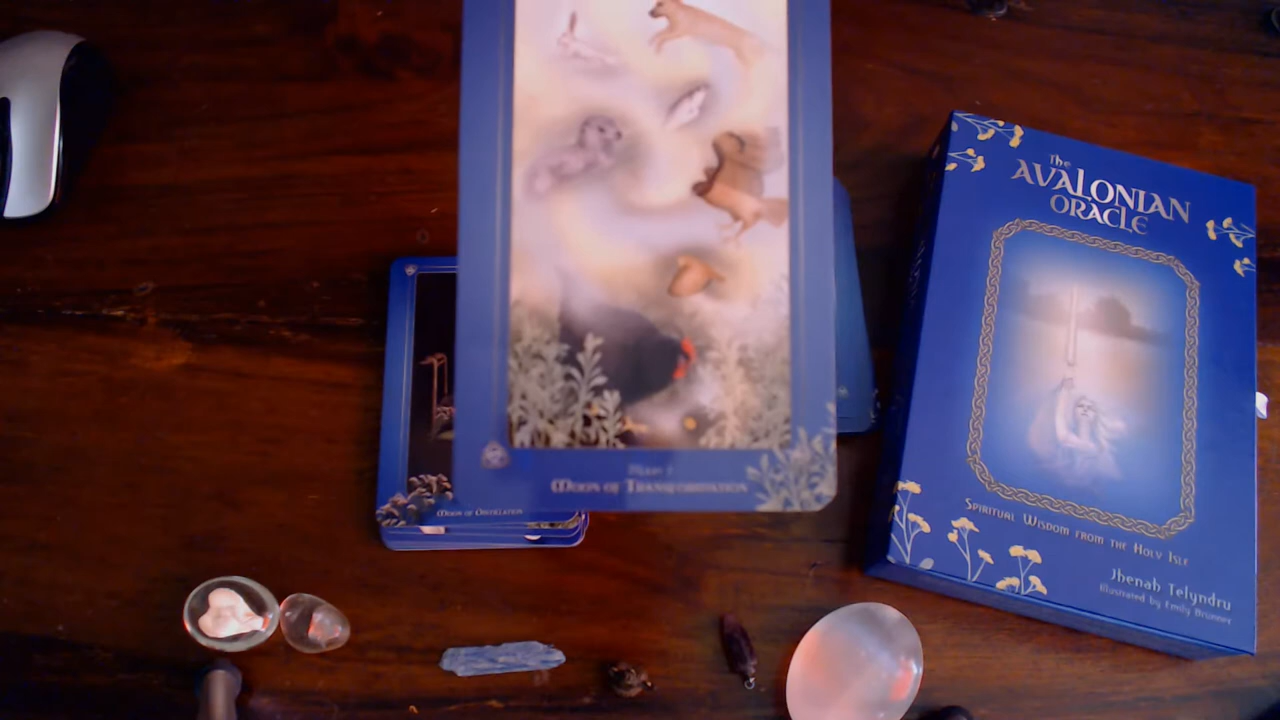 Moon of Transformation
Moon of Distillation
The
Avalonian
Oracle
Spiritual Wisdom from the Holy Isle
Jhenah Telyndru
Illustrated by Emily Brunner